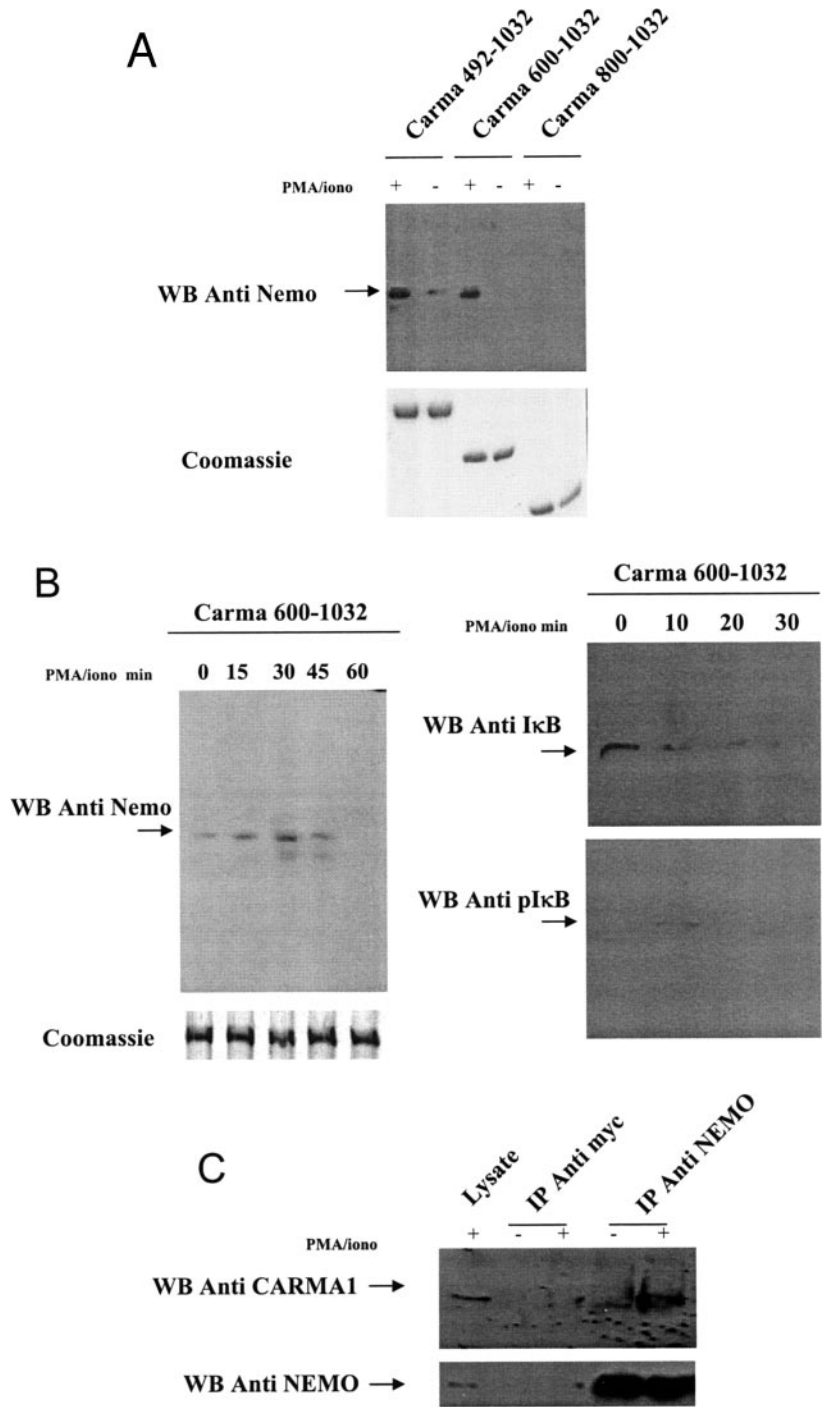 A
Carma 492-1032
Carma 600-1032
Carma 800-1032
PMA/iono + - + - + -
WB Anti Nemo
Coomassie
B
Carma 600-1032
PMA/iono min 0 15 30 45 60
WB Anti Nemo
Coomassie
Carma 600-1032
PMA/iono min 0 10 20 30
WB Anti IκB
WB Anti pIκB
C
Lysate
IP Anti myc
IP Anti NEMO
PMA/iono + - + - +
WB Anti CARMA1
WB Anti NEMO